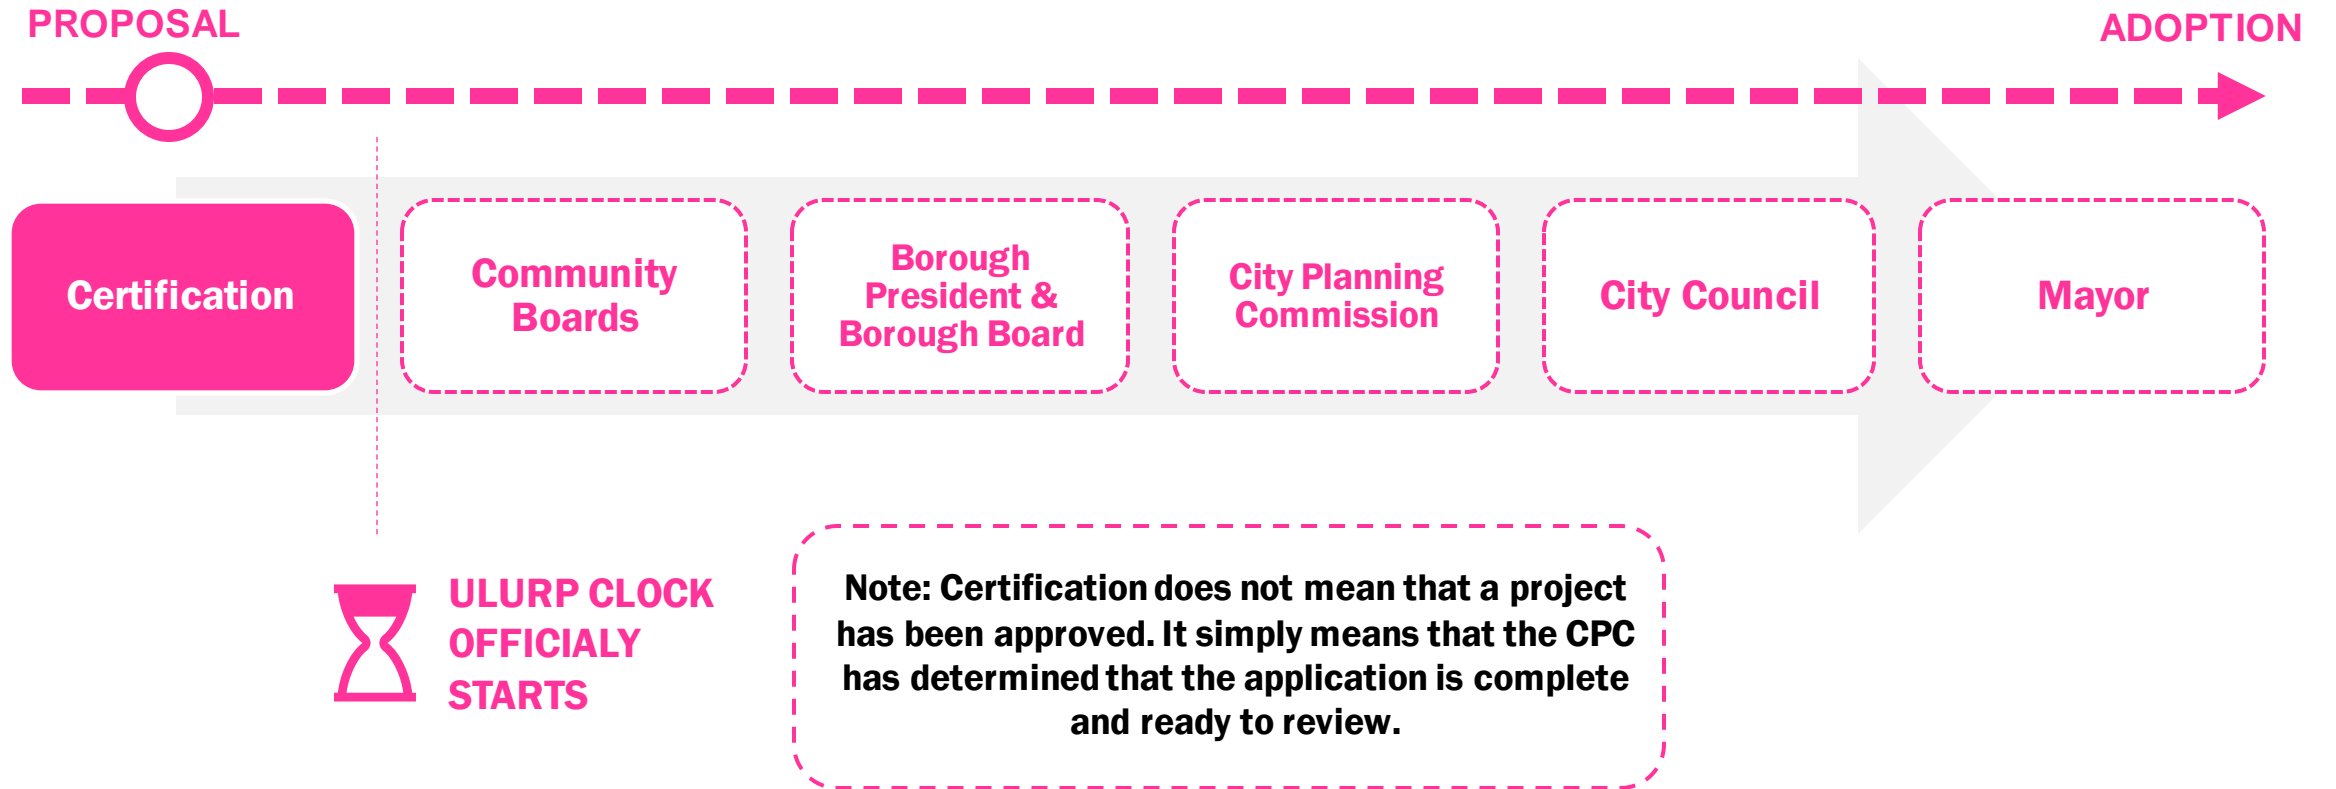 PROPOSAL
ADOPTION
Certification
Community
Boards
Borough
President &
Borough Board
City Planning
Commission
City Council
Mayor
ULURP CLOCK
OFFICIALY
STARTS
Note: Certification does not mean that a project
has been approved. It simply means that the CPC
has determined that the application is complete
and ready to review.